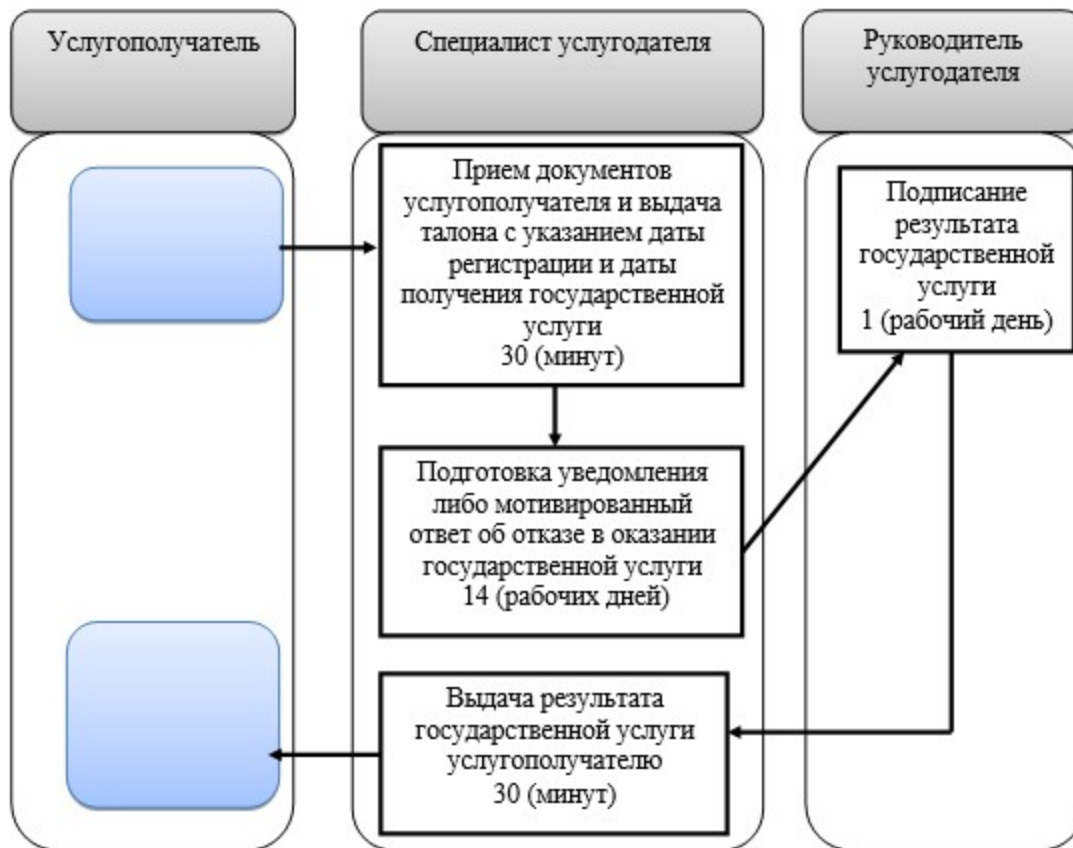 Услугополучатель
Специалист услугодателя
Руководитель
услугодателя
Прием документов
услугополучателя и выдача
талона с указанием даты
регистрации и даты
получения государственной
услуги
30 (минут)
Подписание
результата
государственной
услуги
1 (рабочий день)
Подготовка уведомления
либо мотивированный
ответ об отказе в оказании
государственной услуги
14 (рабочих дней)
Выдача результата
государственной услуги
услугополучателю
30 (минут)